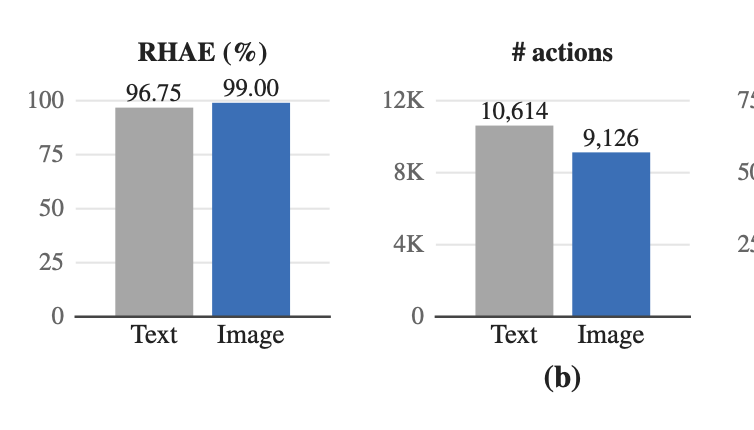 RHAE (%)
100
75
50
25
0
96.75
99.00
Text
Image
# actions
12K
8K
4K
0
10,614
9,126
Text
Image
(b)